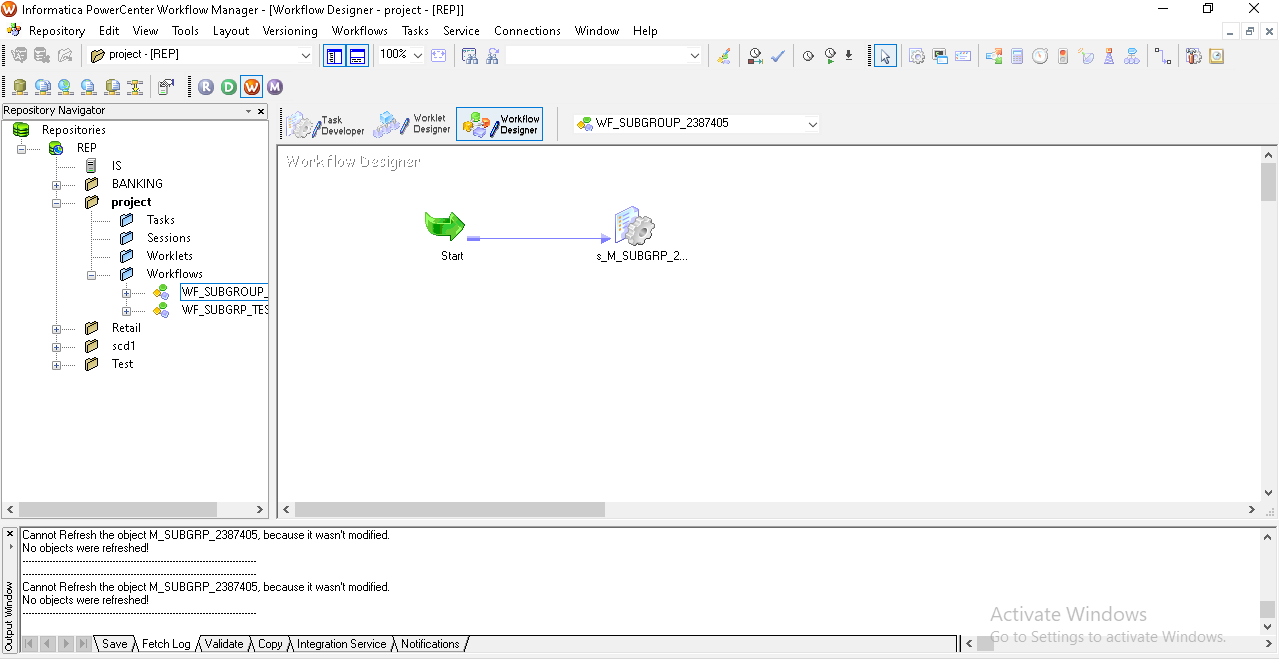 Informatica PowerCenter Workflow Manager - [Workflow Designer - project - [REP]]
Repository Edit View Tools Layout Versioning Workflows Tasks Service Connections Window Help
project - [REP] 100%
R D W M
Repository Navigator
Repositories
REP
IS
BANKING
project
Tasks
Sessions
Worklets
Workflows
WF_SUBGROUP_
WF_SUBGRP_TES
Retail
scd1
Test
Task Developer
Worklet Designer
Workflow Designer
WF_SUBGROUP_2387405
Workflow Designer
Start
s_M_SUBGRP_2...
Cannot Refresh the object M_SUBGRP_2387405, because it wasn't modified.
No objects were refreshed!
Cannot Refresh the object M_SUBGRP_2387405, because it wasn't modified.
No objects were refreshed!
Output Window
Save Fetch Log Validate Copy Integration Service Notifications
Activate Windows
Go to Settings to activate Windows.